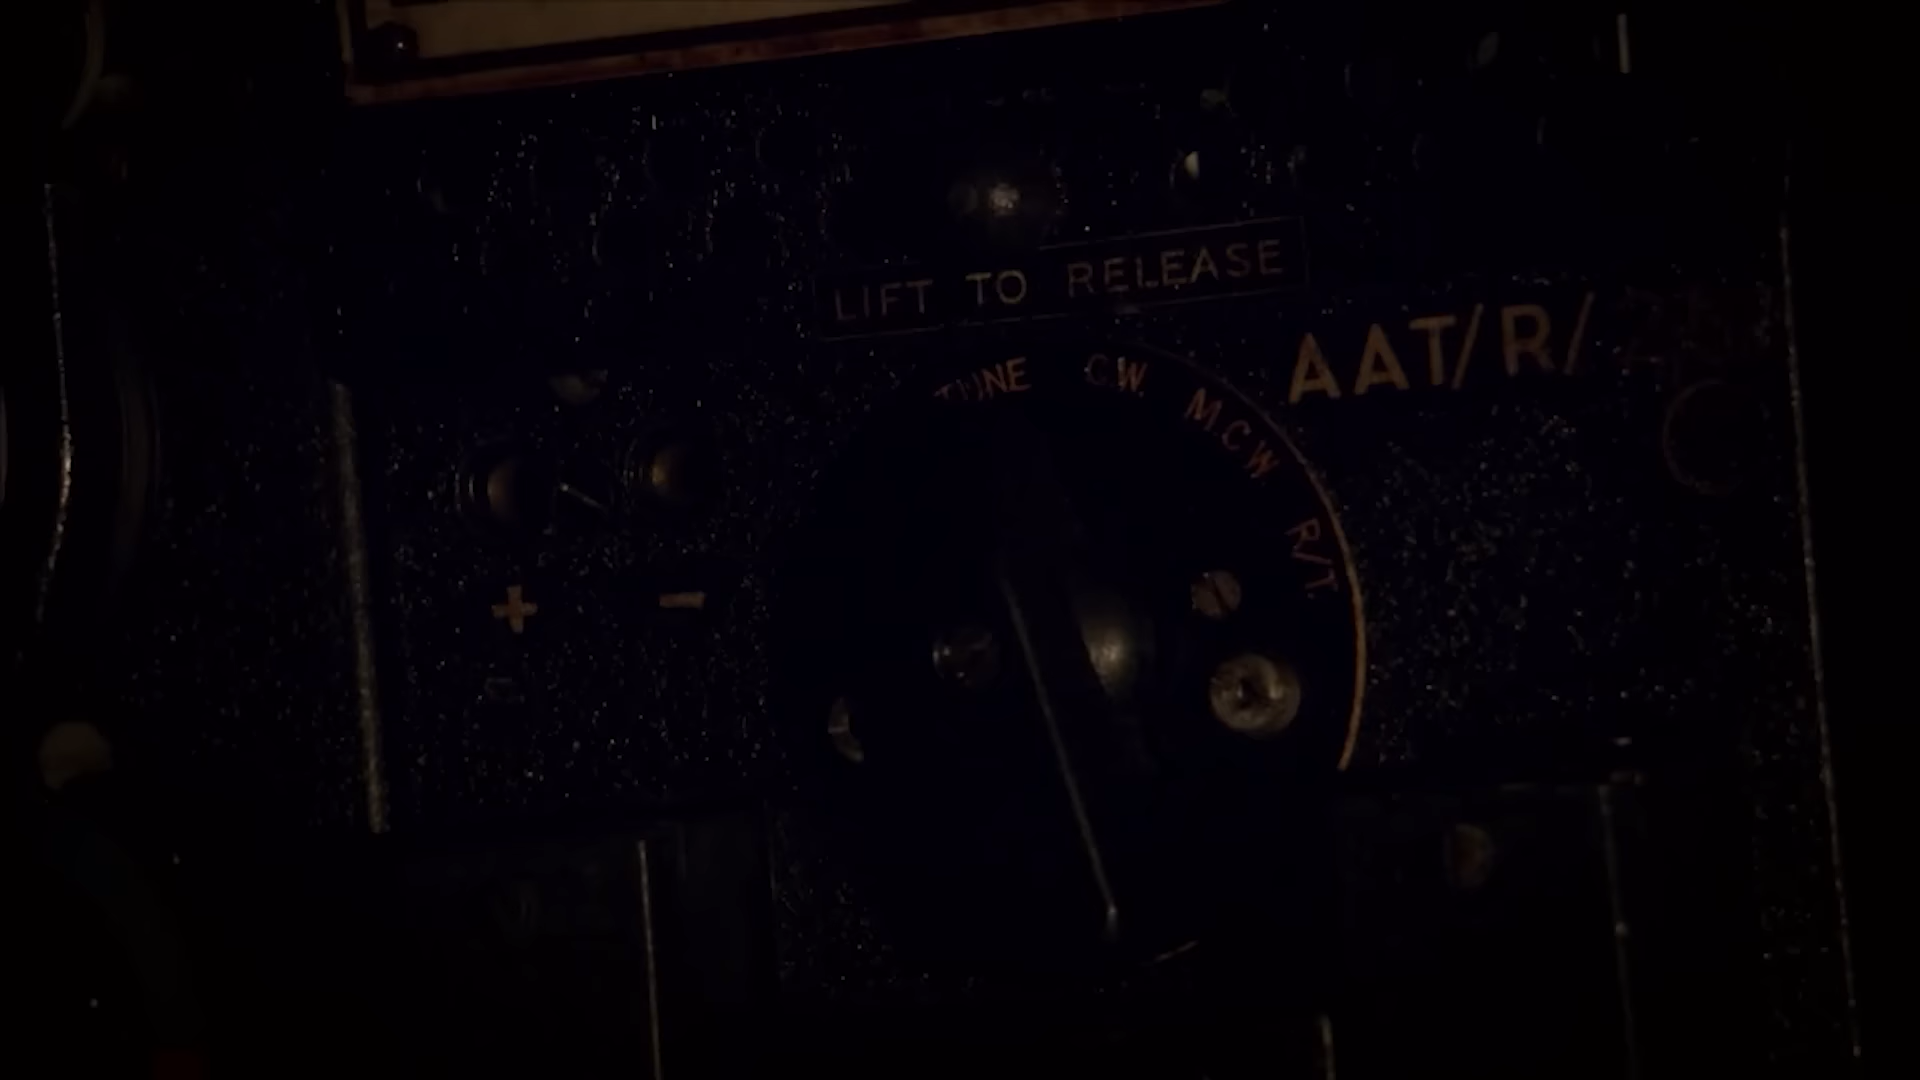 LIFT TO RELEASE
AAT/R/
TUNE
C.W.
M.C.W.
R/T.
+ -